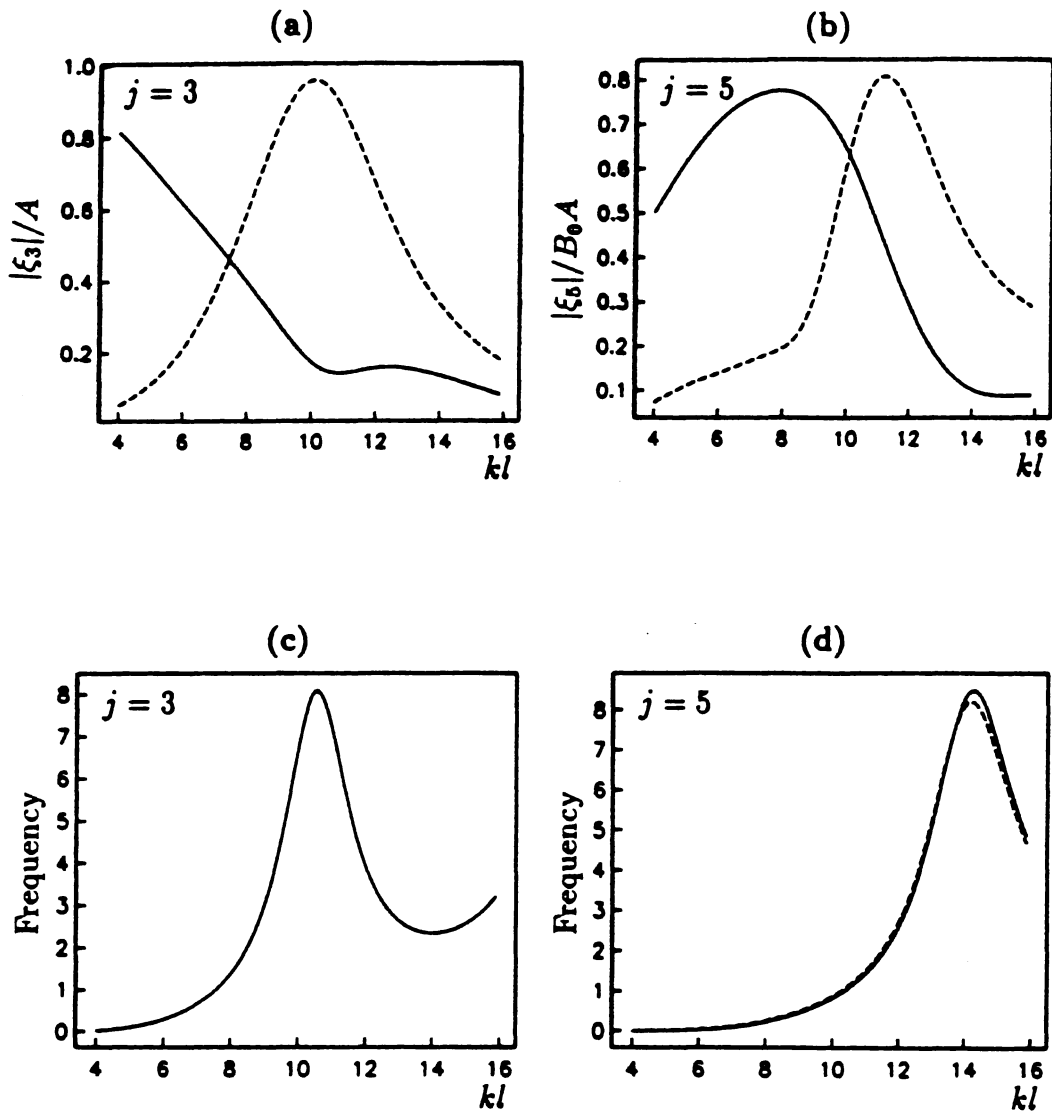 (a)
j = 3
|ξ3|/A
1.0
0.8
0.6
0.4
0.2
4 6 8 10 12 14 16
kl
(b)
j = 5
|ξ5|/B0A
0.8
0.7
0.6
0.5
0.4
0.3
0.2
0.1
4 6 8 10 12 14 16
kl
(c)
j = 3
Frequency
8
7
6
5
4
3
2
1
0
4 6 8 10 12 14 16
kl
(d)
j = 5
Frequency
8
7
6
5
4
3
2
1
0
4 6 8 10 12 14 16
kl